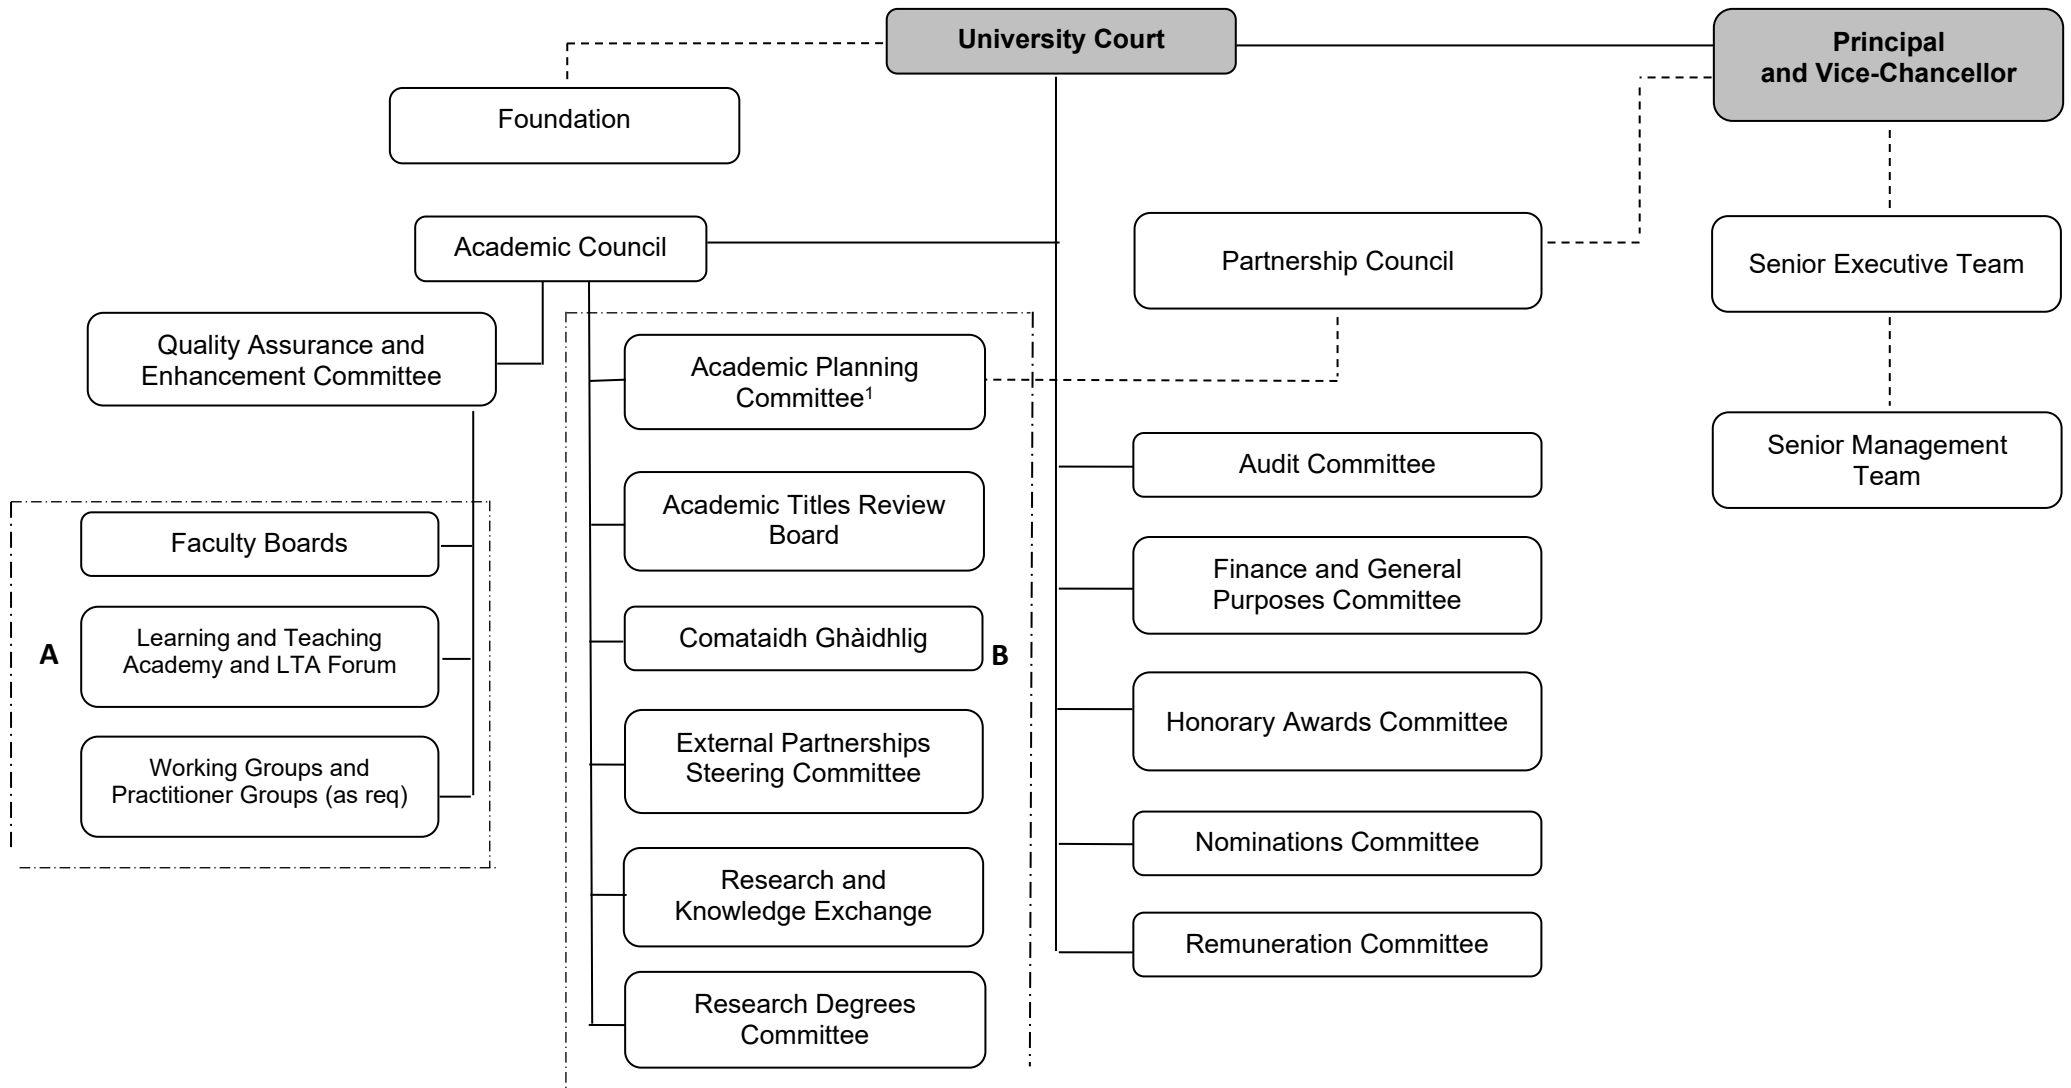 University Court
Principal
and Vice-Chancellor
Foundation
Academic Council
Partnership Council
Senior Executive Team
Quality Assurance and
Enhancement Committee
Academic Planning
Committee¹
Audit Committee
Senior Management
Team
Academic Titles Review
Board
Faculty Boards
Finance and General
Purposes Committee
A
Learning and Teaching
Academy and LTA Forum
Comataidh Ghàidhlig
B
Honorary Awards Committee
Working Groups and
Practitioner Groups (as req)
External Partnerships
Steering Committee
Nominations Committee
Research and
Knowledge Exchange
Remuneration Committee
Research Degrees
Committee